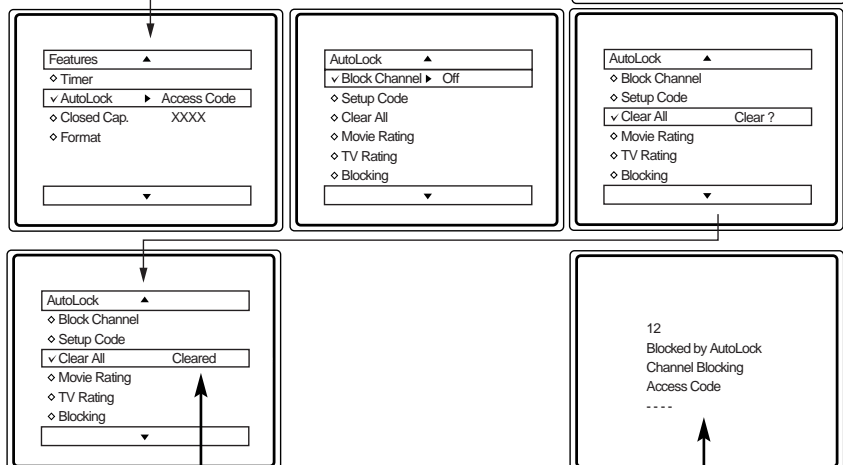 Features
Timer
AutoLock Access Code
Closed Cap. XXXX
Format
AutoLock
Block Channel Off
Setup Code
Clear All
Movie Rating
TV Rating
Blocking
AutoLock
Block Channel
Setup Code
Clear All Clear ?
Movie Rating
TV Rating
Blocking
AutoLock
Block Channel
Setup Code
Clear All Cleared
Movie Rating
TV Rating
Blocking
12
Blocked by AutoLock
Channel Blocking
Access Code
- - - -